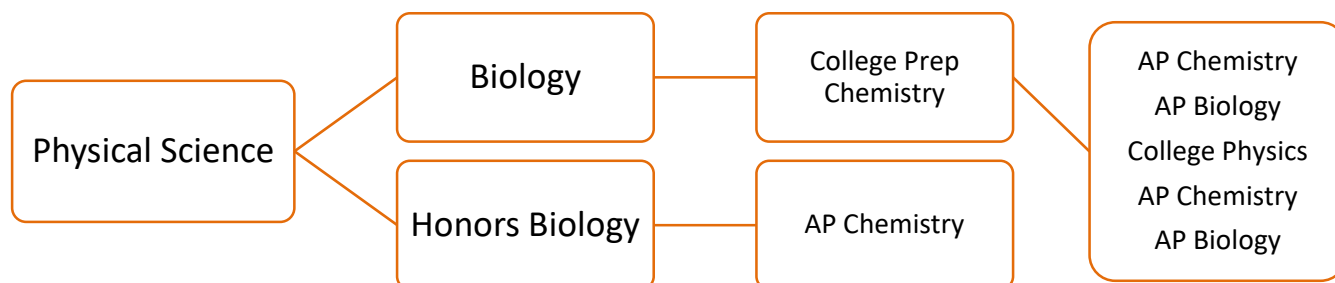 Physical Science
Biology
Honors Biology
College Prep
Chemistry
AP Chemistry
AP Chemistry
AP Biology
College Physics
AP Chemistry
AP Biology